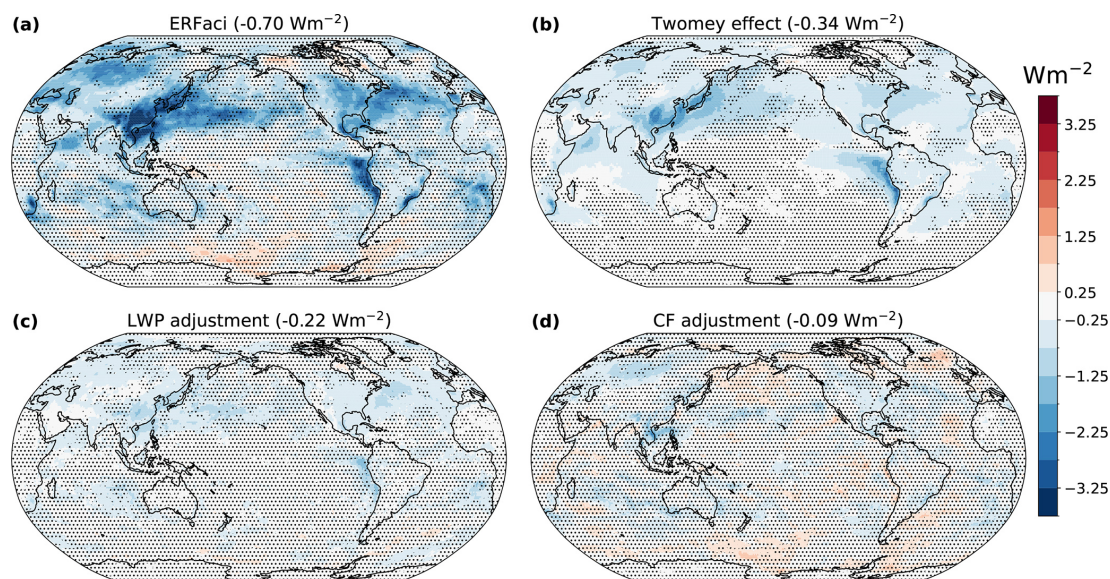 (a) ERFaci (-0.70 Wm⁻²)
(b) Twomey effect (-0.34 Wm⁻²)
Wm⁻²
3.25
2.25
1.25
0.25
-0.25
-1.25
-2.25
-3.25
(c) LWP adjustment (-0.22 Wm⁻²)
(d) CF adjustment (-0.09 Wm⁻²)